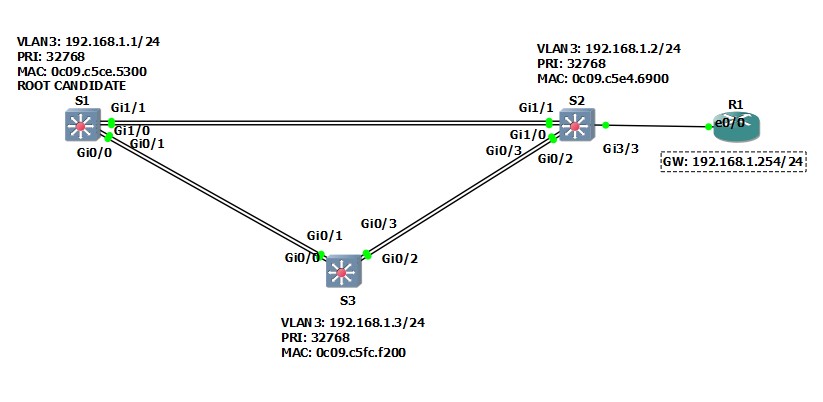 VLAN3: 192.168.1.1/24
PRI: 32768
MAC: 0c09.c5ce.5300
ROOT CANDIDATE
S1
Gi1/1
Gi1/0
Gi0/1
Gi0/0
VLAN3: 192.168.1.2/24
PRI: 32768
MAC: 0c09.c5e4.6900
S2
Gi1/1
Gi1/0
Gi0/3
Gi0/2
Gi3/3
R1
e0/0
GW: 192.168.1.254/24
Gi0/3
Gi0/1
Gi0/0
Gi0/2
S3
VLAN3: 192.168.1.3/24
PRI: 32768
MAC: 0c09.c5fc.f200